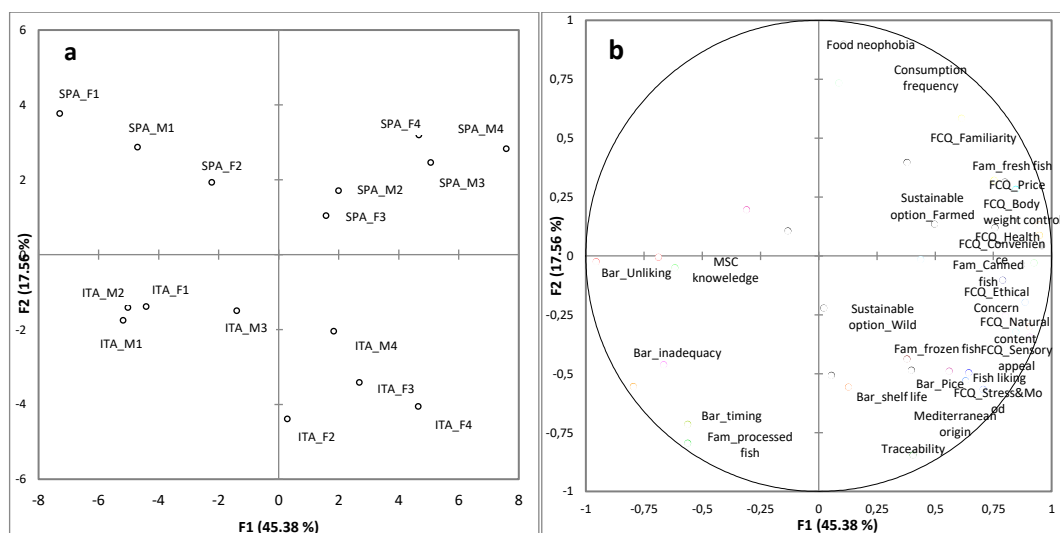 a
6
4
2
0
-2
-4
-6
-8
-6
-4
-2
0
2
4
6
8
F2 (17.56 %)
F1 (45.38 %)
SPA_F1
SPA_M1
SPA_F2
SPA_F4
SPA_M4
SPA_M3
SPA_M2
SPA_F3
ITA_M2
ITA_F1
ITA_M1
ITA_M3
ITA_M4
ITA_F3
ITA_F2
ITA_F4
b
1
0,75
0,5
0,25
0
-0,25
-0,5
-0,75
-1
-1
-0,75
-0,5
-0,25
0
0,25
0,5
0,75
1
F2 (17.56 %)
F1 (45.38 %)
Food neophobia
Consumption
frequency
FCQ_Familiarity
Fam_fresh fish
FCQ_Price
FCQ_Body
weight control
Sustainable
option_Farmed
FCQ_Health
FCQ_Convenien
ce
Bar_Unliking
MSC
knoweledge
Fam_Canned
fish
FCQ_Ethical
Concern
Sustainable
option_Wild
FCQ_Natural
content
Bar_inadequacy
Fam_frozen fish
FCQ_Sensory
appeal
Bar_Pice
Fish liking
Bar_shelf life
FCQ_Stress&Mo
od
Bar_timing
Mediterranean
origin
Fam_processed
fish
Traceability